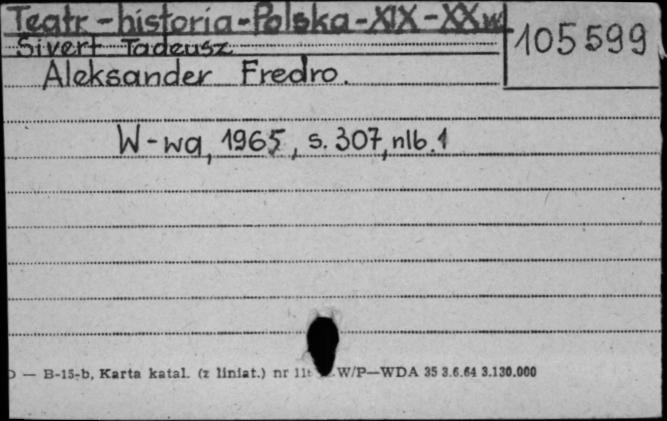 Teatr - historia - Polska - XIX - XX w
105599
Sivert Tadeusz
Aleksander Fredro.
W-wa, 1965, s. 307, nlb. 1
— B-15-b, Karta katal. (z liniat.) nr W/P—WDA 35 3.6.64 3.130.000